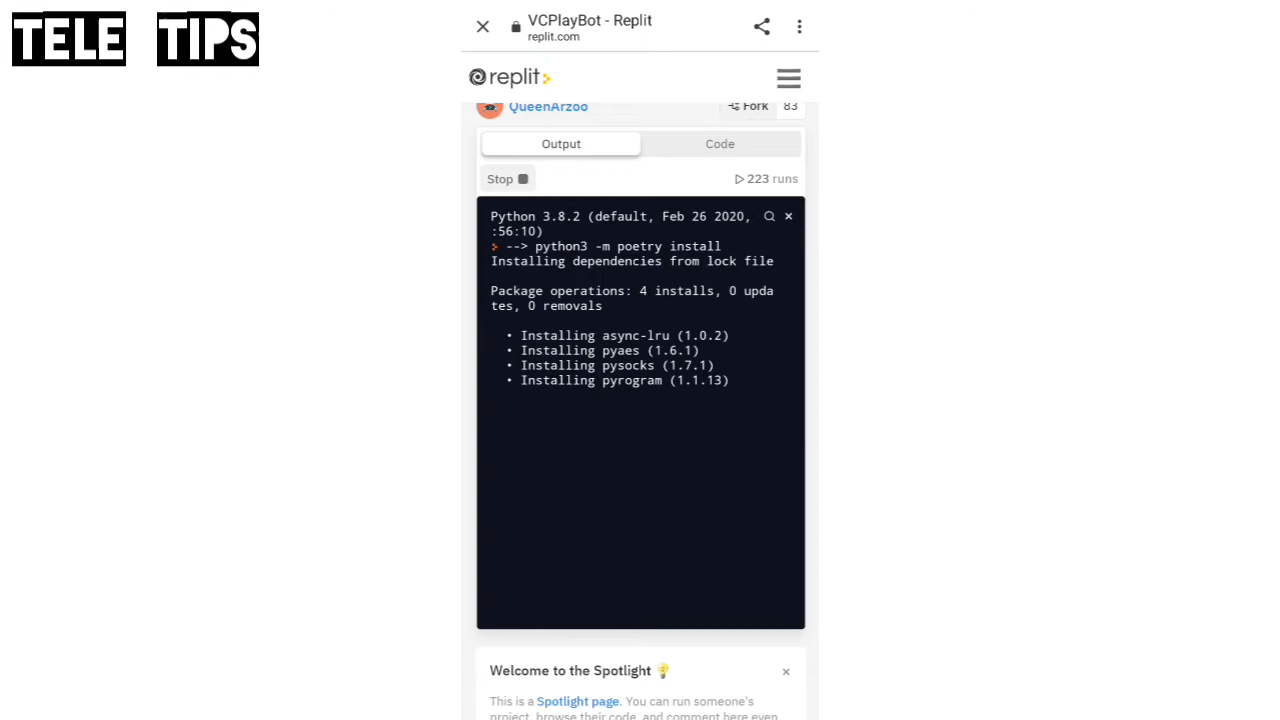 TELE TIPS
VCPlayBot - Replit
replit.com
replit
QueenArzoo
Fork 83
Output Code
Stop 223 runs
Python 3.8.2 (default, Feb 26 2020,
:56:10)
--> python3 -m poetry install
Installing dependencies from lock file
Package operations: 4 installs, 0 upda
tes, 0 removals
• Installing async-lru (1.0.2)
• Installing pyaes (1.6.1)
• Installing pysocks (1.7.1)
• Installing pyrogram (1.1.13)
Welcome to the Spotlight 💡
This is a Spotlight page. You can run someone's
project, browse their code, and comment here even